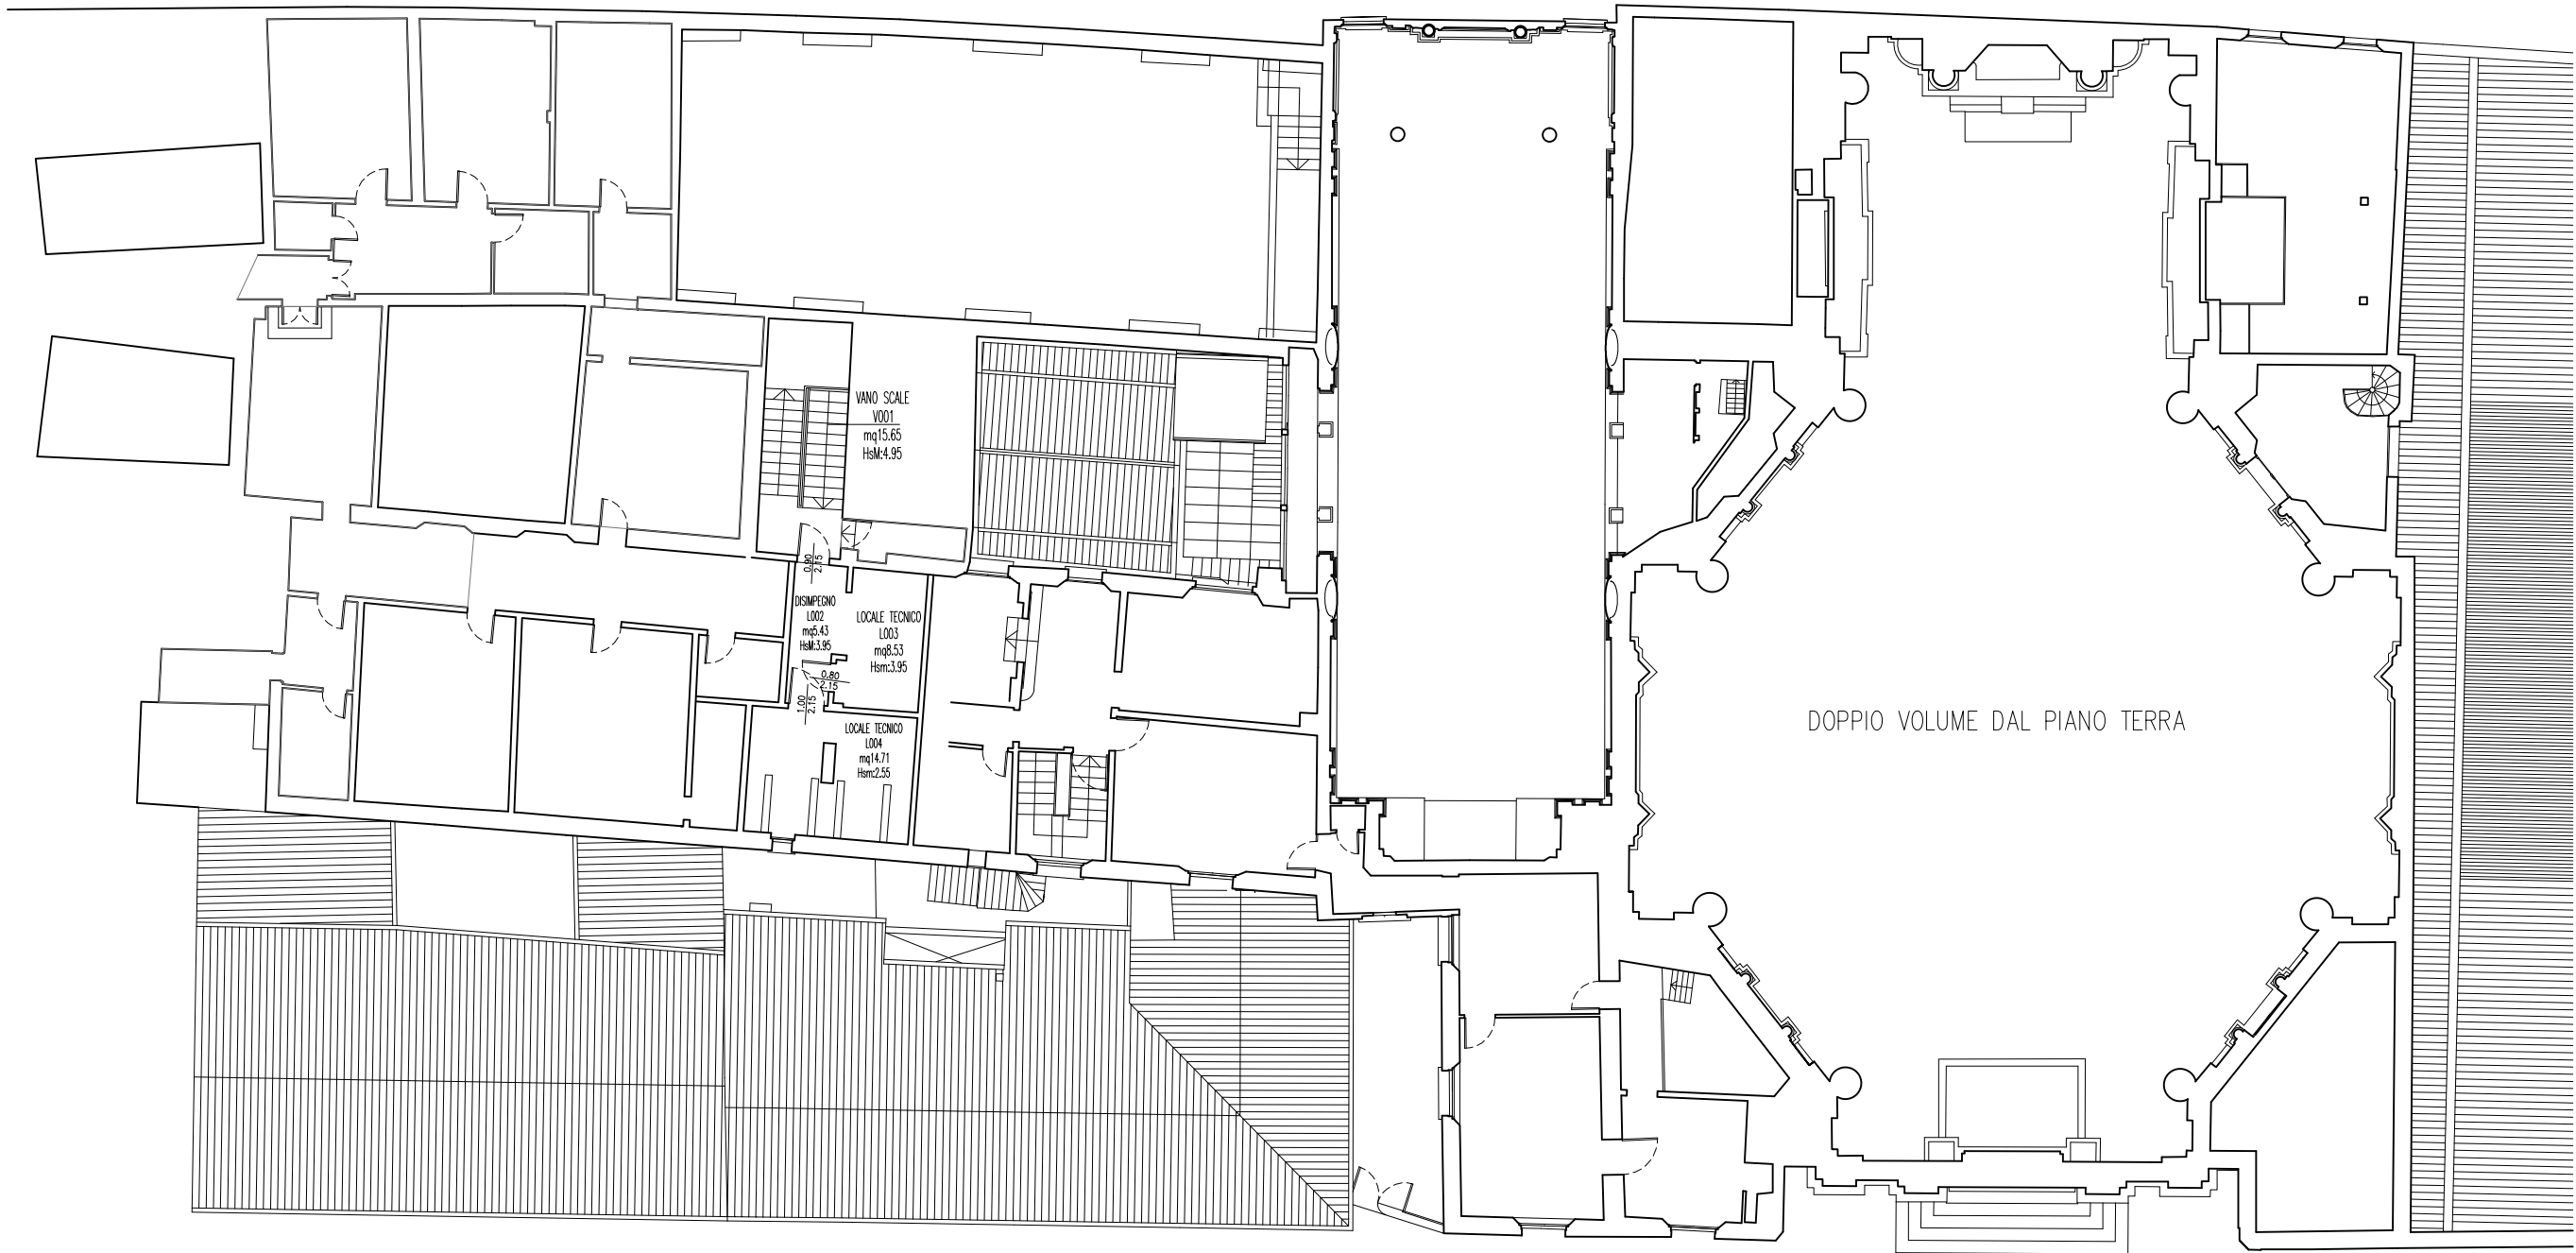 VANO SCALE
V001
mq15.65
HsM:4.95
0.90
2.15
DISIMPEGNO
L002
mq5.43
HsM:3.95
LOCALE TECNICO
L003
mq8.53
Hsm:3.95
0.80
2.15
1.00
2.15
LOCALE TECNICO
L004
mq14.71
Hsm:2.55
DOPPIO VOLUME DAL PIANO TERRA